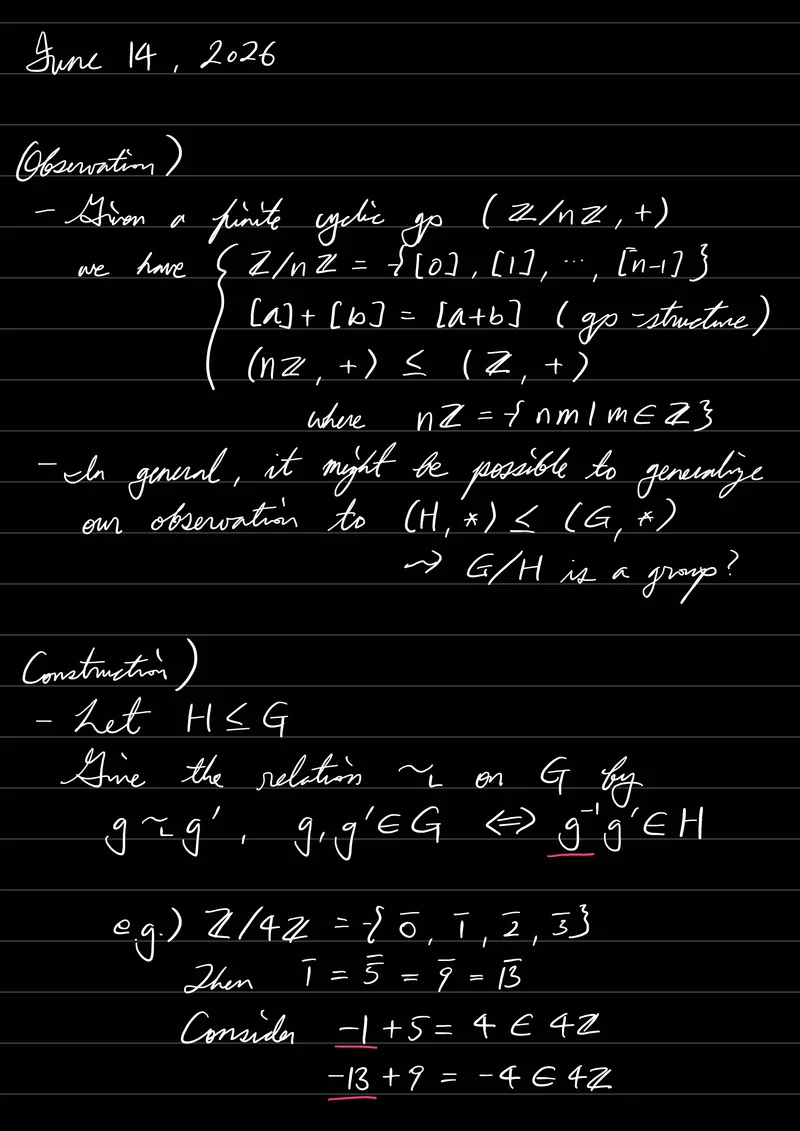 June 14, 2026
Observation)
- Given a finite cyclic gp (ℤ/nℤ, +)
we have { ℤ/nℤ = {[0], [1], ⋯, [n-1]}
[a]+[b] = [a+b] (gp-structure)
(nℤ, +) ≤ (ℤ, +)
where nℤ = {nm | m ∈ ℤ}
- In general, it might be possible to generalize
our observation to (H, *) ≤ (G, *)
⇝ G/H is a group?
Construction)
- Let H ≤ G
Give the relation ~L on G by
g ~L g', g, g' ∈ G ⇔ g⁻¹g' ∈ H
e.g.) ℤ/4ℤ = {0̄, 1̄, 2̄, 3̄}
Then 1̄ = 5̄ = 9̄ = 1̄3̄
Consider -1 + 5 = 4 ∈ 4ℤ
-13 + 9 = -4 ∈ 4ℤ